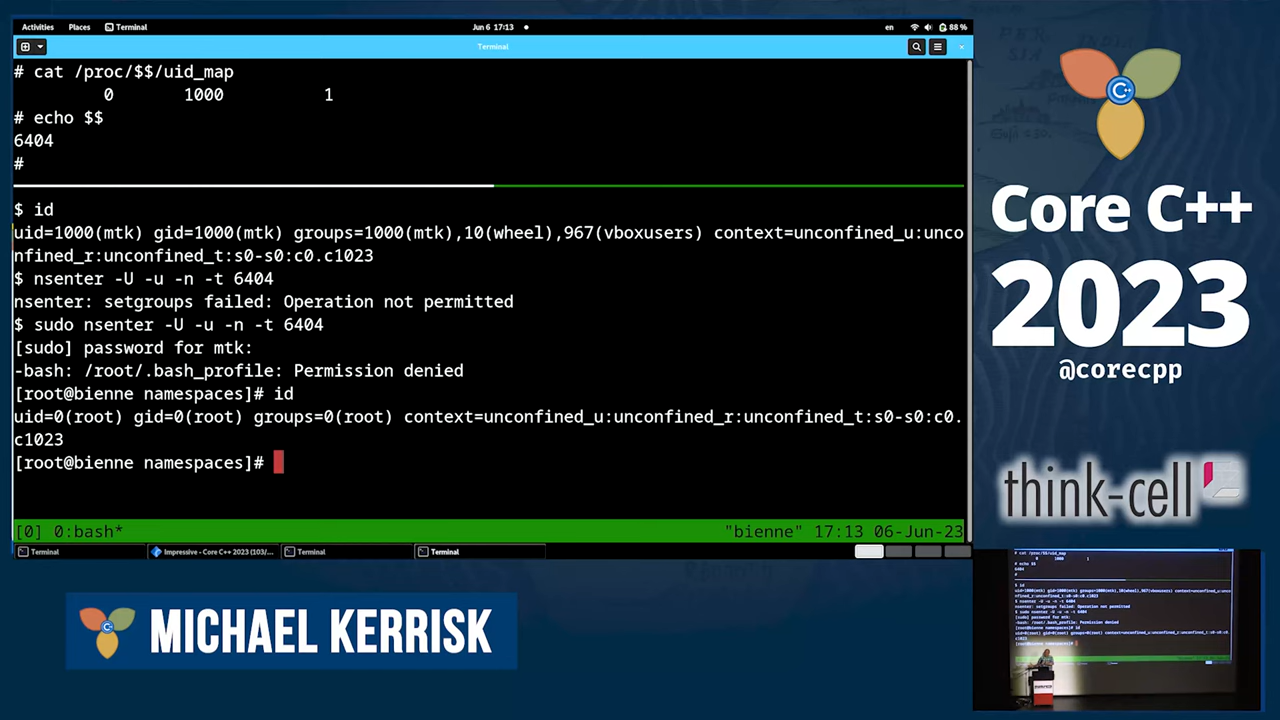 Activities Places Terminal Jun 6 17:13 en 88 %
Terminal
# cat /proc/$$/uid_map
0 1000 1
# echo $$
6404
#
$ id
uid=1000(mtk) gid=1000(mtk) groups=1000(mtk),10(wheel),967(vboxusers) context=unconfined_u:unco
nfined_r:unconfined_t:s0-s0:c0.c1023
$ nsenter -U -u -n -t 6404
nsenter: setgroups failed: Operation not permitted
$ sudo nsenter -U -u -n -t 6404
[sudo] password for mtk:
-bash: /root/.bash_profile: Permission denied
[root@bienne namespaces]# id
uid=0(root) gid=0(root) groups=0(root) context=unconfined_u:unconfined_r:unconfined_t:s0-s0:c0.
c1023
[root@bienne namespaces]#
[0] 0:bash* "bienne" 17:13 06-Jun-23
Terminal Impressive - Core C++ 2023 (103/... Terminal Terminal
C++
Core C++
2023
@corecpp
think-cell
C++
MICHAEL KERRISK